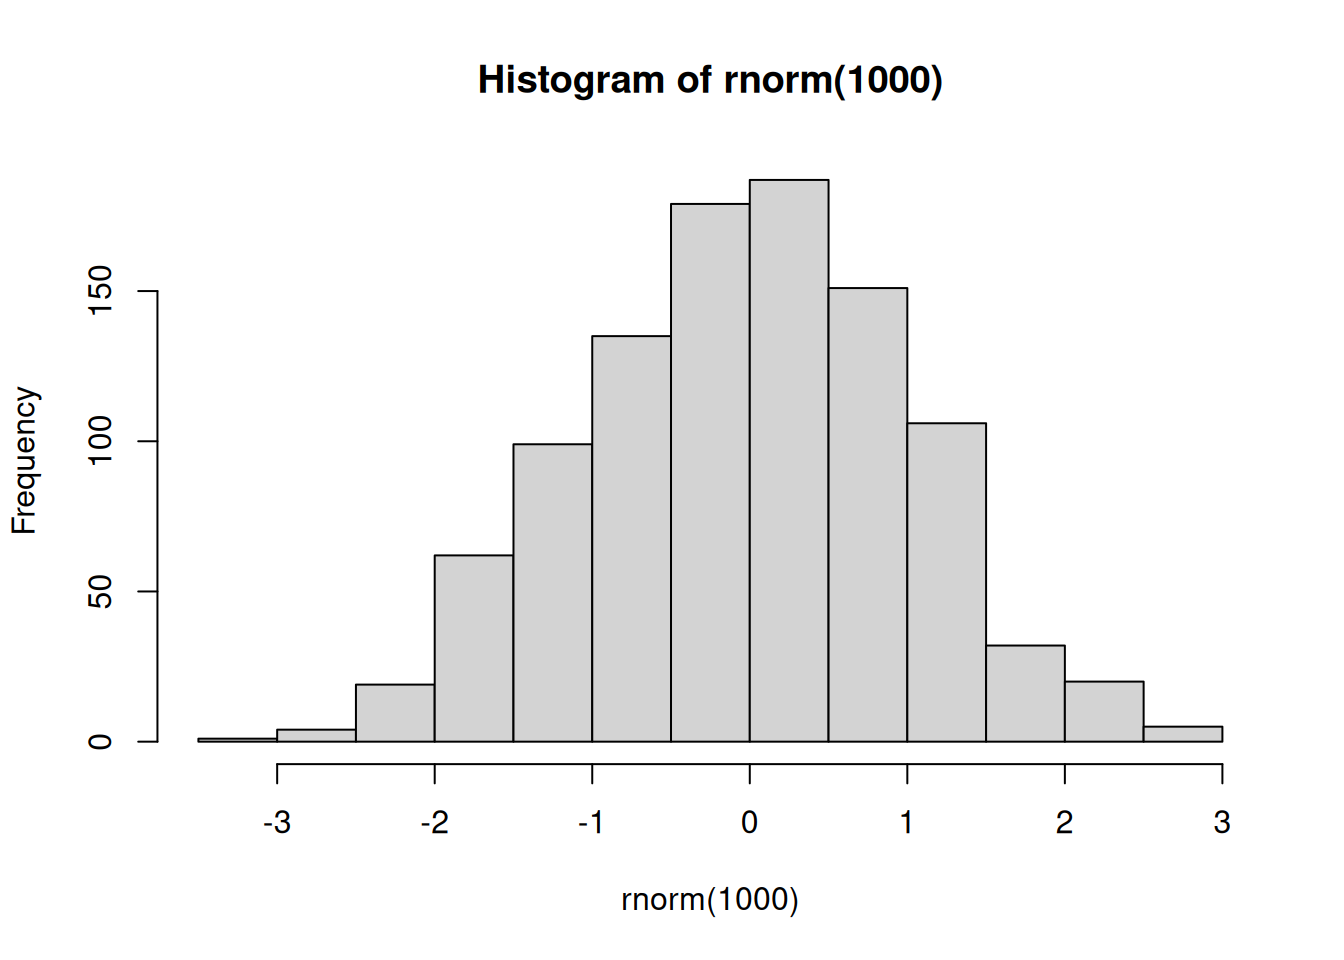 Histogram of rnorm(1000)
Frequency
150
100
50
0
-3 -2 -1 0 1 2 3
rnorm(1000)